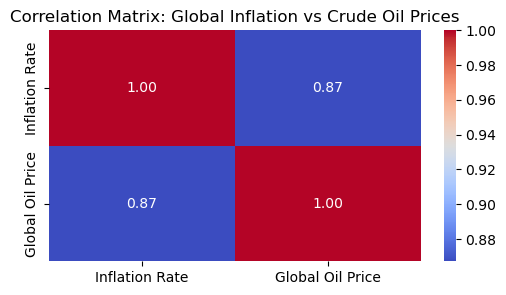 Correlation Matrix: Global Inflation vs Crude Oil Prices
Inflation Rate
Global Oil Price
1.00
0.87
0.87
1.00
Inflation Rate
Global Oil Price
1.00
0.98
0.96
0.94
0.92
0.90
0.88